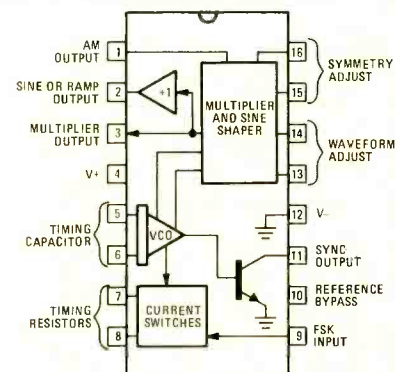 AM
OUTPUT
1
SINE OR RAMP
OUTPUT
2
+1
MULTIPLIER
OUTPUT
3
V+
4
TIMING
CAPACITOR
5
6
VCO
TIMING
RESISTORS
7
8
CURRENT
SWITCHES
MULTIPLIER
AND SINE
SHAPER
16
15
SYMMETRY
ADJUST
14
13
WAVEFORM
ADJUST
12
V-
11
SYNC
OUTPUT
10
REFERENCE
BYPASS
9
FSK
INPUT